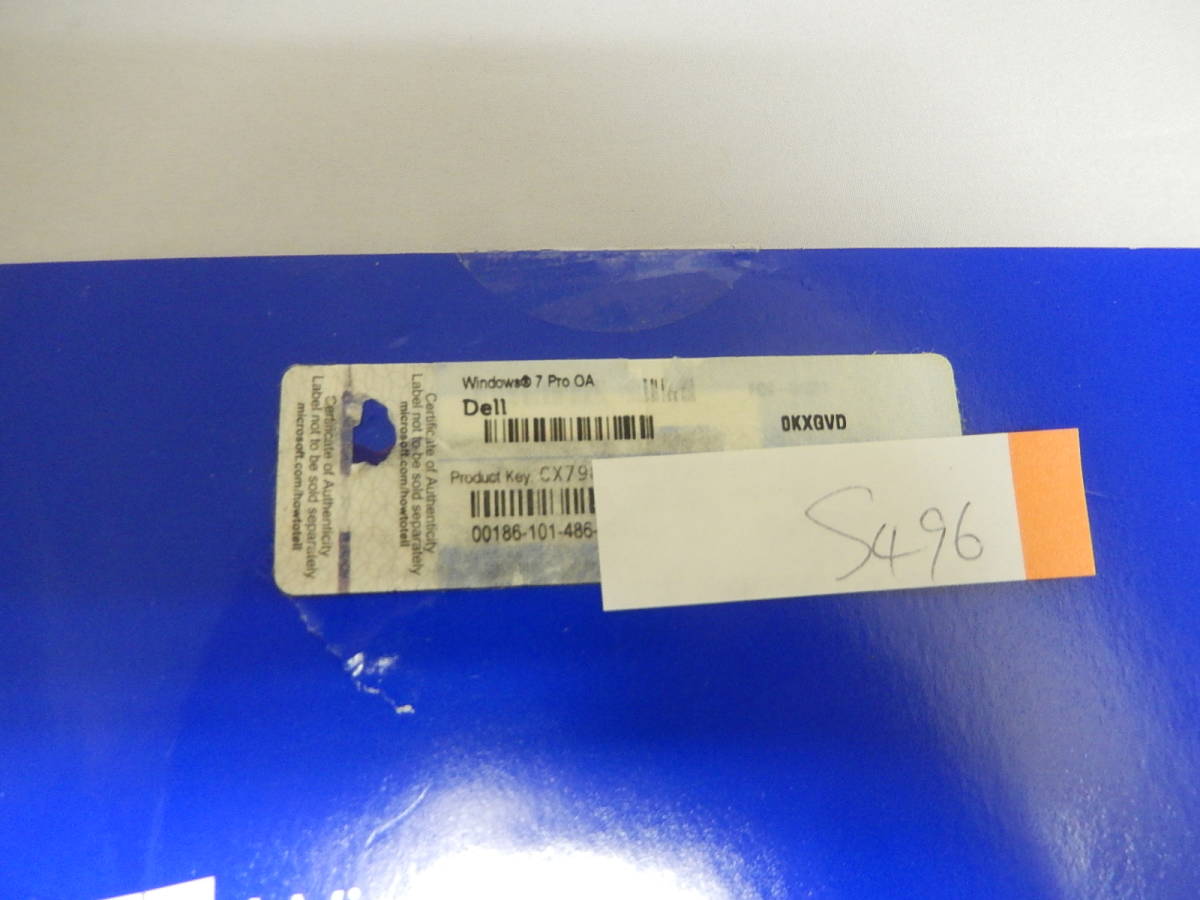 Windows® 7 Pro OA
Dell
0KXGVD
Product Key: CX79
00186-101-486-
S496
Certificate of Authenticity
Label not to be sold separately
microsoft.com/howtotell
Certificate of Authenticity
Label not to be sold separately
microsoft.com/howtotell